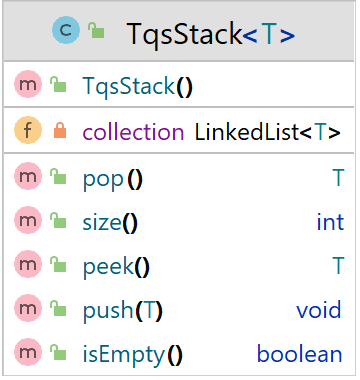 C TqsStack<T>
m TqsStack()
f collection LinkedList<T>
m pop() T
m size() int
m peek() T
m push(T) void
m isEmpty() boolean